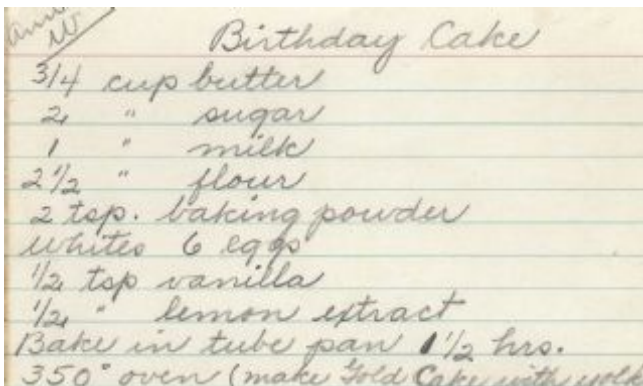 Ann W
Birthday Cake
3/4 cup butter
2 " sugar
1 " milk
2 1/2 " flour
2 tsp. baking powder
whites 6 eggs
1/2 tsp vanilla
1/2 " lemon extract
Bake in tube pan 1 1/2 hrs.
350° oven (make Gold Cake with